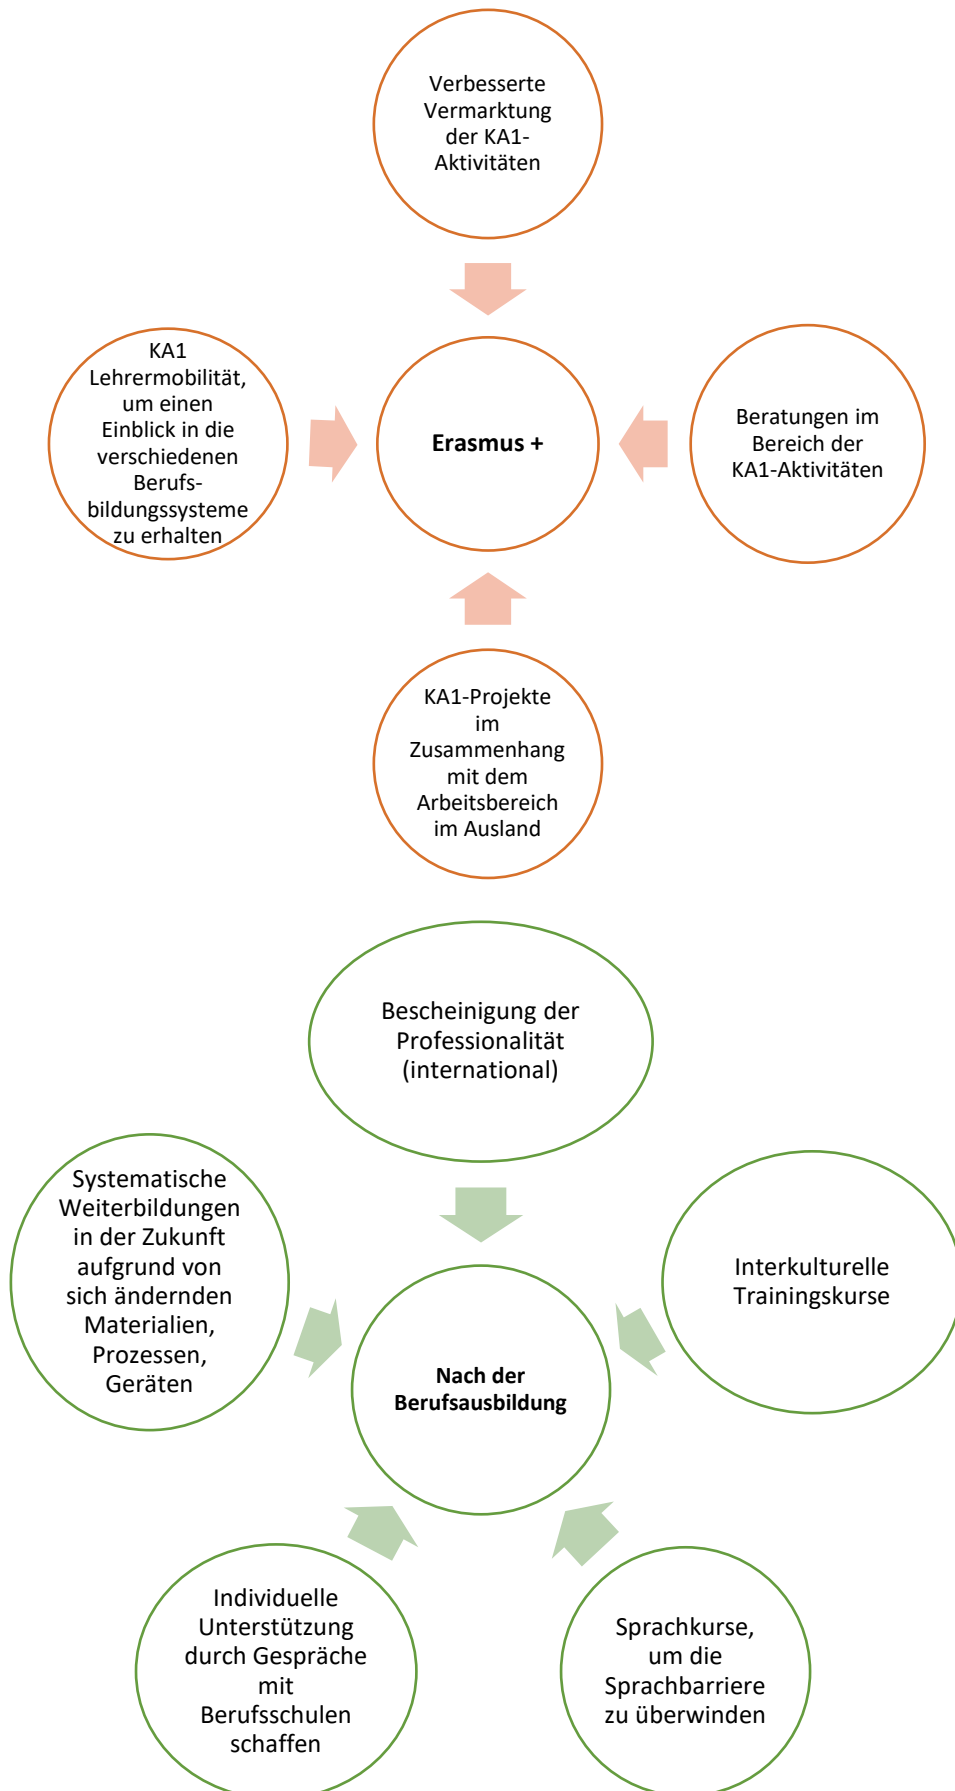 Verbesserte
Vermarktung
der KA1-
Aktivitäten
KA1
Lehrermobilität,
um einen
Einblick in die
verschiedenen
Berufs-
bildungssysteme
zu erhalten
Erasmus +
Beratungen im
Bereich der
KA1-Aktivitäten
KA1-Projekte
im
Zusammenhang
mit dem
Arbeitsbereich
im Ausland
Bescheinigung der
Professionalität
(international)
Systematische
Weiterbildungen
in der Zukunft
aufgrund von
sich ändernden
Materialien,
Prozessen,
Geräten
Interkulturelle
Trainingskurse
Nach der
Berufsausbildung
Individuelle
Unterstützung
durch Gespräche
mit
Berufsschulen
schaffen
Sprachkurse,
um die
Sprachbarriere
zu überwinden